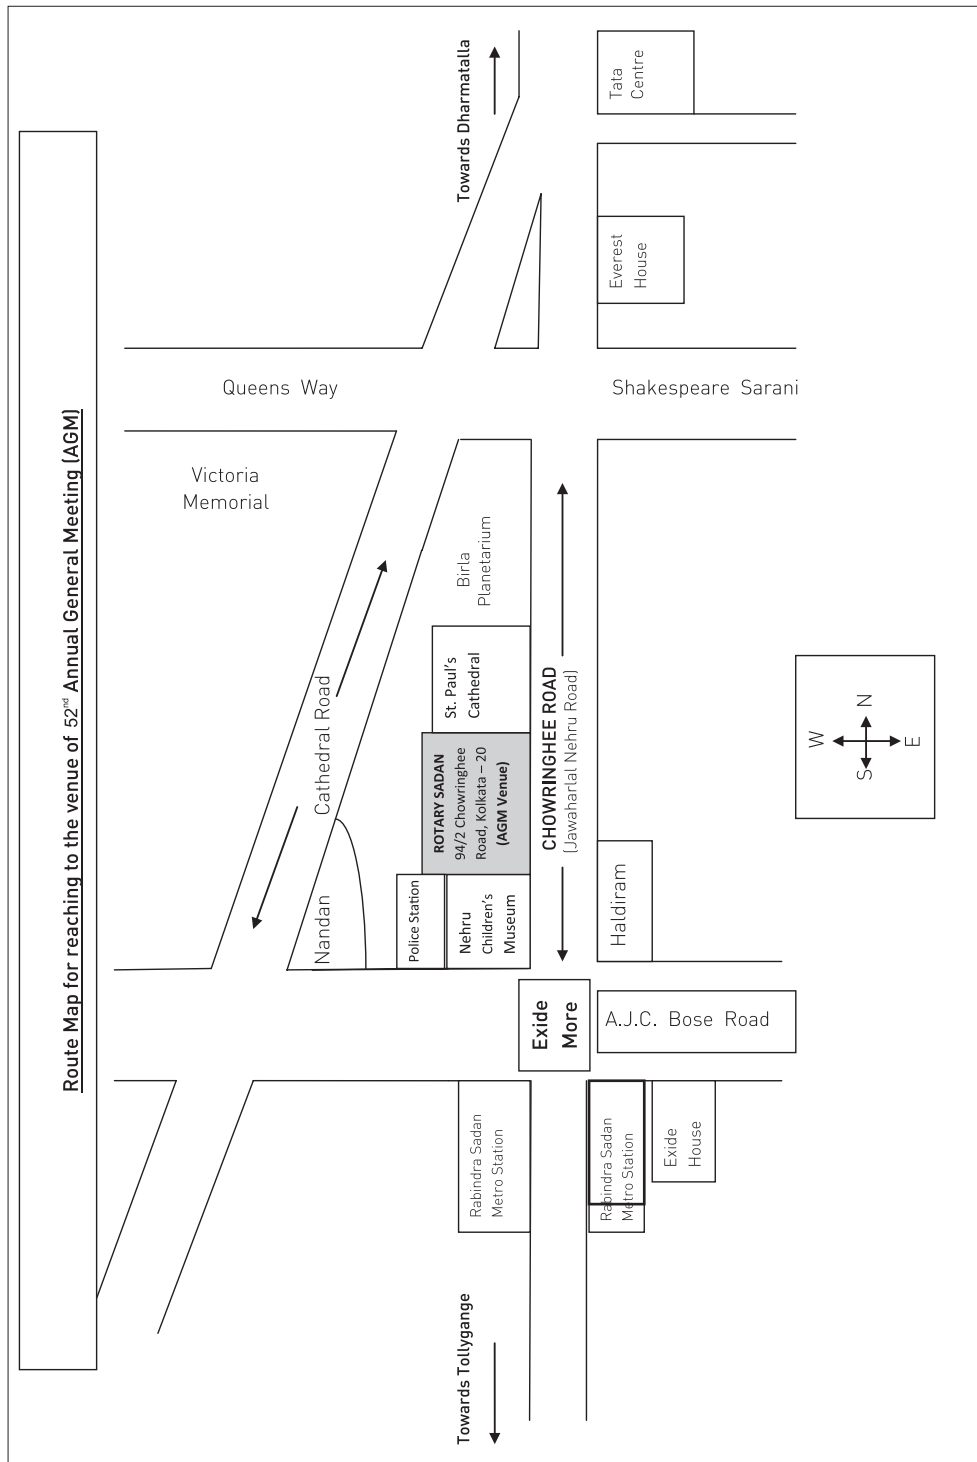 Route Map for reaching to the venue of 52nd Annual General Meeting (AGM)
Queens Way
Victoria
Memorial
Cathedral Road
Nandan
Towards Dharmatalla
Towards Tollygange
Birla
Planetarium
St. Paul's
Cathedral
ROTARY SADAN
94/2 Chowringhee
Road, Kolkata – 20
(AGM Venue)
Police Station
Nehru
Children's
Museum
Rabindra Sadan
Metro Station
Exide
More
CHOWRINGHEE ROAD
(Jawaharlal Nehru Road)
Tata
Centre
Everest
House
Shakespeare Sarani
Haldiram
A.J.C. Bose Road
Rabindra Sadan
Metro Station
Exide
House
W
S
N
E